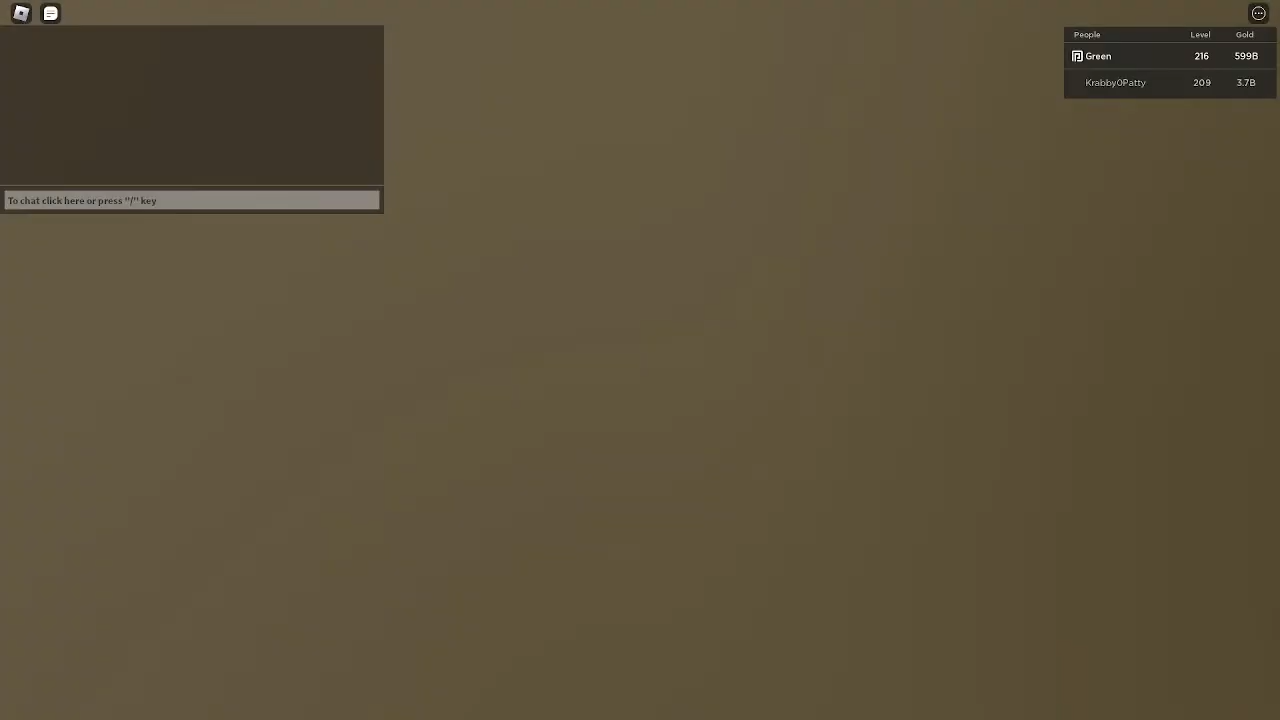 People Level Gold
Green 216 599B
KrabbyOPatty 209 3.7B
To chat click here or press "/" key